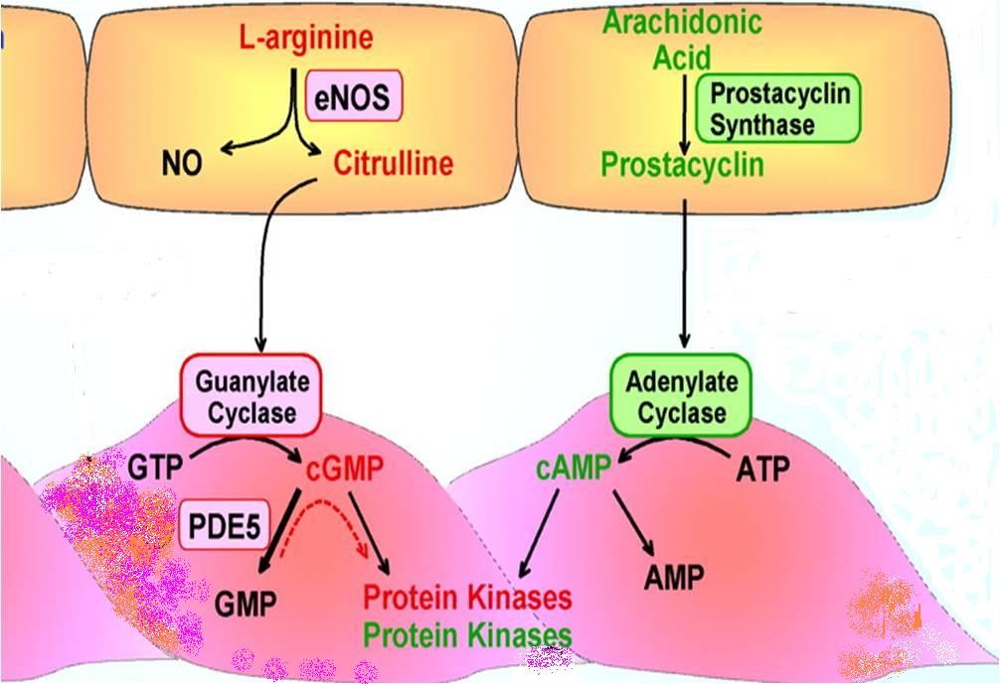 L-arginine
eNOS
NO
Citrulline
Arachidonic
Acid
Prostacyclin
Synthase
Prostacyclin
Guanylate
Cyclase
GTP
cGMP
PDE5
GMP
Adenylate
Cyclase
cAMP
ATP
AMP
Protein Kinases
Protein Kinases